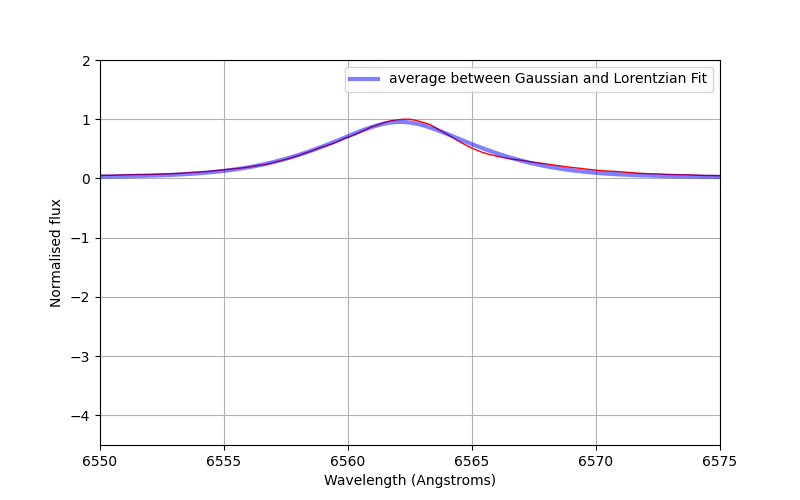 average between Gaussian and Lorentzian Fit
2
1
0
−1
−2
−3
−4
Normalised flux
6550 6555 6560 6565 6570 6575
Wavelength (Angstroms)